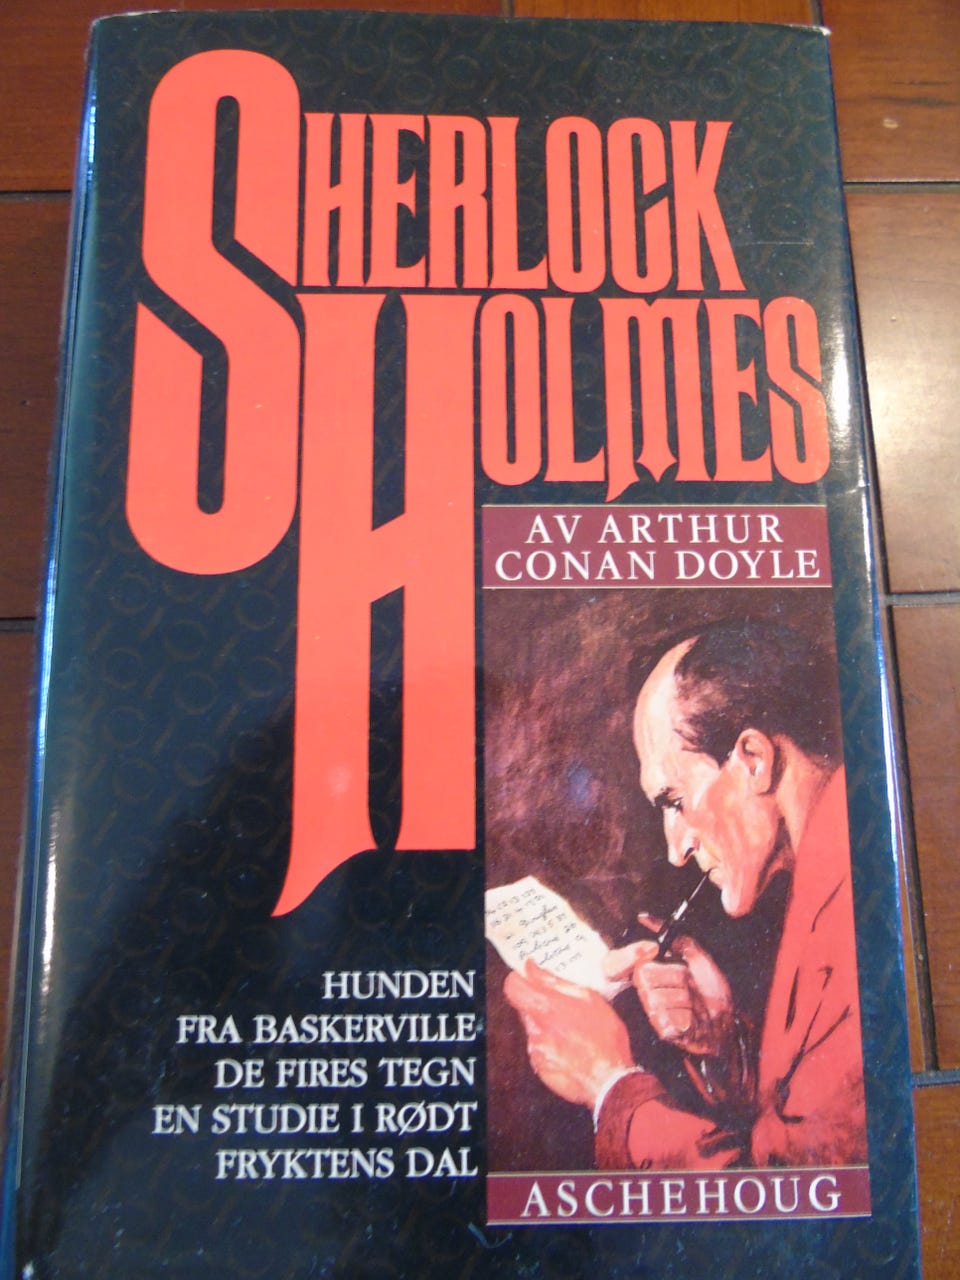 SHERLOCK
HOLMES
AV ARTHUR
CONAN DOYLE
HUNDEN
FRA BASKERVILLE
DE FIRES TEGN
EN STUDIE I RØDT
FRYKTENS DAL
ASCHEHOUG